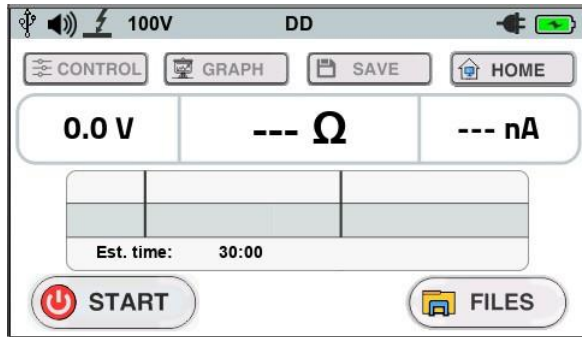 100V DD
CONTROL GRAPH SAVE HOME
0.0 V --- Ω --- nA
Est. time: 30:00
START FILES